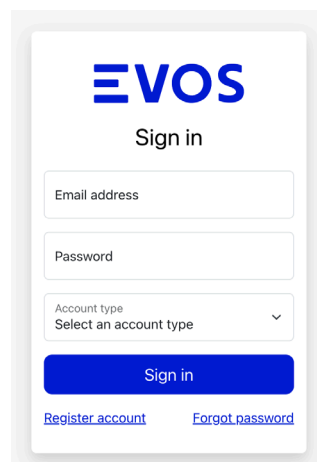 EVOS
Sign in
Email address
Password
Account type
Select an account type
Sign in
Register account Forgot password